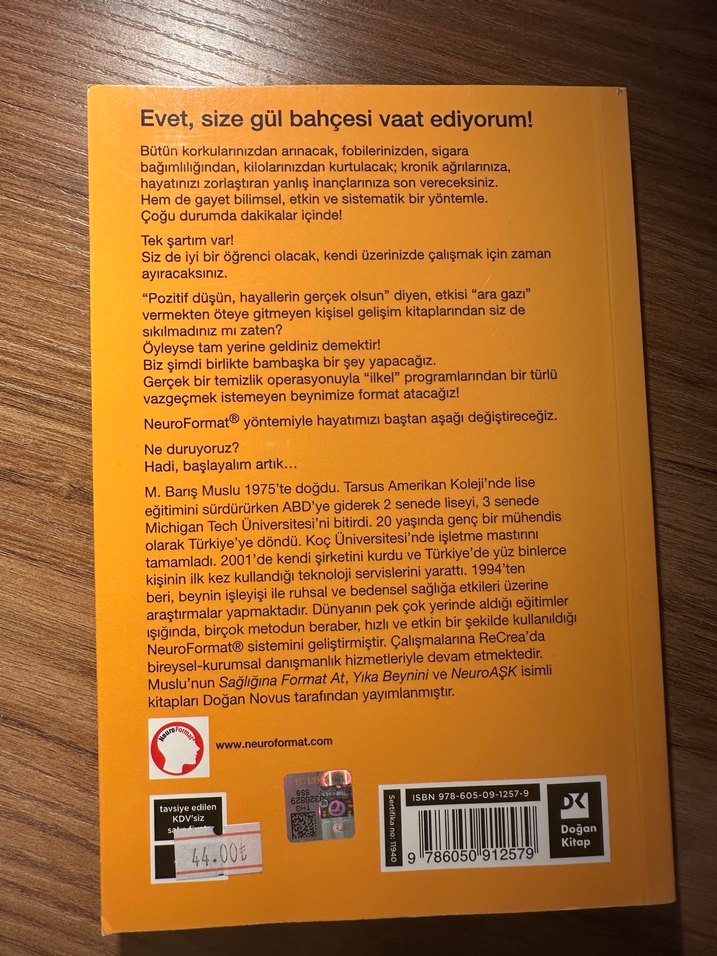 Evet, size gül bahçesi vaat ediyorum!
Bütün korkularınızdan arınacak, fobilerinizden, sigara
bağımlılığından, kilolarınızdan kurtulacak; kronik ağrılarınıza,
hayatınızı zorlaştıran yanlış inançlarınıza son vereceksiniz.
Hem de gayet bilimsel, etkin ve sistematik bir yöntemle.
Çoğu durumda dakikalar içinde!
Tek şartım var!
Siz de iyi bir öğrenci olacak, kendi üzerinizde çalışmak için zaman
ayıracaksınız.
“Pozitif düşün, hayallerin gerçek olsun” diyen, etkisi “ara gazı”
vermekten öteye gitmeyen kişisel gelişim kitaplarından siz de
sıkılmadınız mı zaten?
Öyleyse tam yerine geldiniz demektir!
Biz şimdi birlikte bambaşka bir şey yapacağız.
Gerçek bir temizlik operasyonuyla “ilkel” programlarından bir türlü
vazgeçmek istemeyen beynimize format atacağız!
NeuroFormat® yöntemiyle hayatımızı baştan aşağı değiştireceğiz.
Ne duruyoruz?
Hadi, başlayalım artık...
M. Barış Muslu 1975’te doğdu. Tarsus Amerikan Koleji’nde lise
eğitimini sürdürürken ABD’ye giderek 2 senede liseyi, 3 senede
Michigan Tech Üniversitesi’ni bitirdi. 20 yaşında genç bir mühendis
olarak Türkiye’ye döndü. Koç Üniversitesi’nde işletme mastırını
tamamladı. 2001’de kendi şirketini kurdu ve Türkiye’de yüz binlerce
kişinin ilk kez kullandığı teknoloji servislerini yarattı. 1994’ten
beri, beynin işleyişi ile ruhsal ve bedensel sağlığa etkileri üzerine
araştırmalar yapmaktadır. Dünyanın pek çok yerinde aldığı eğitimler
ışığında, birçok metodun beraber, hızlı ve etkin bir şekilde kullanıldığı
NeuroFormat® sistemini geliştirmiştir. Çalışmalarına ReCrea’da
bireysel-kurumsal danışmanlık hizmetleriyle devam etmektedir.
Muslu’nun Sağlığına Format At, Yıka Beynini ve NeuroAŞK isimli
kitapları Doğan Novus tarafından yayımlanmıştır.
NeuroFormat
www.neuroformat.com
tavsiye edilen
KDV’siz
44.00₺
THG
SSB
Sertifika no: 11940
ISBN 978-605-09-1257-9
9 786050 912579
DK
Doğan
Kitap